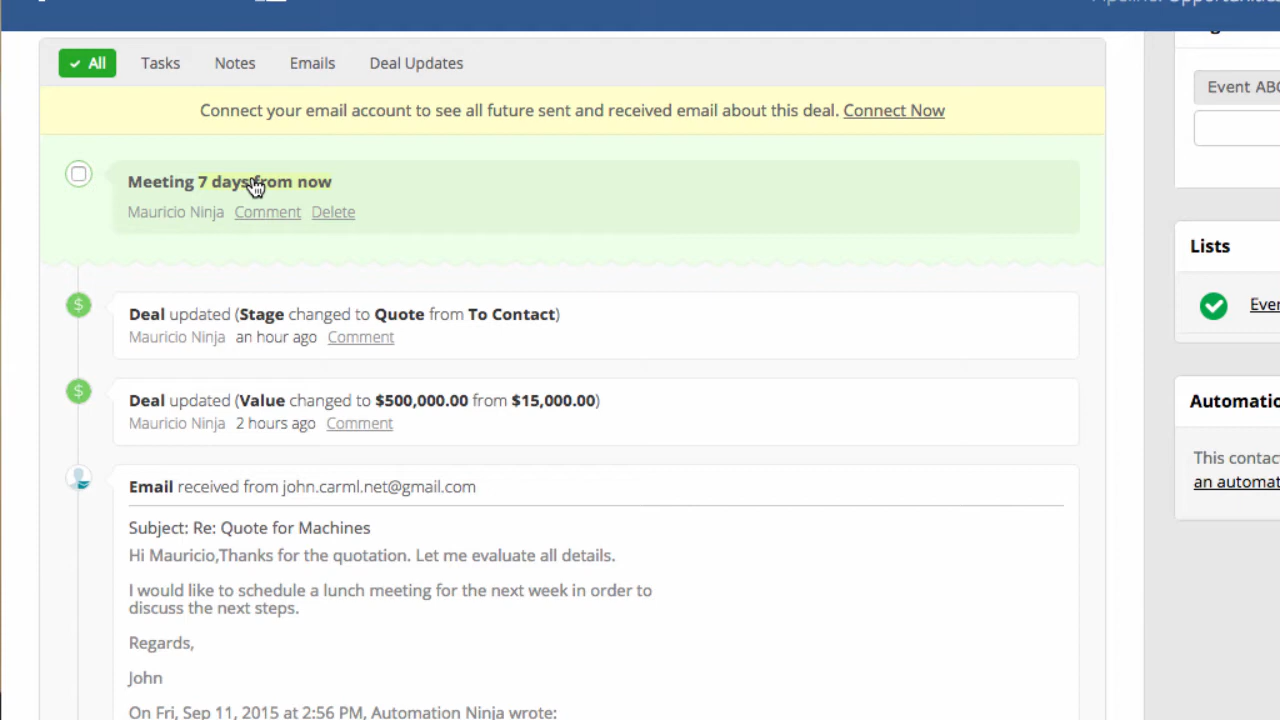 All Tasks Notes Emails Deal Updates
Connect your email account to see all future sent and received email about this deal. Connect Now
Meeting 7 days from now
Mauricio Ninja Comment Delete
Deal updated (Stage changed to Quote from To Contact)
Mauricio Ninja an hour ago Comment
Deal updated (Value changed to $500,000.00 from $15,000.00)
Mauricio Ninja 2 hours ago Comment
Email received from john.carml.net@gmail.com
Subject: Re: Quote for Machines
Hi Mauricio,Thanks for the quotation. Let me evaluate all details.
I would like to schedule a lunch meeting for the next week in order to
discuss the next steps.
Regards,
John
On Fri, Sep 11, 2015 at 2:56 PM, Automation Ninja wrote:
Event ABC
Lists
Even
Automatio
This contac
an automat